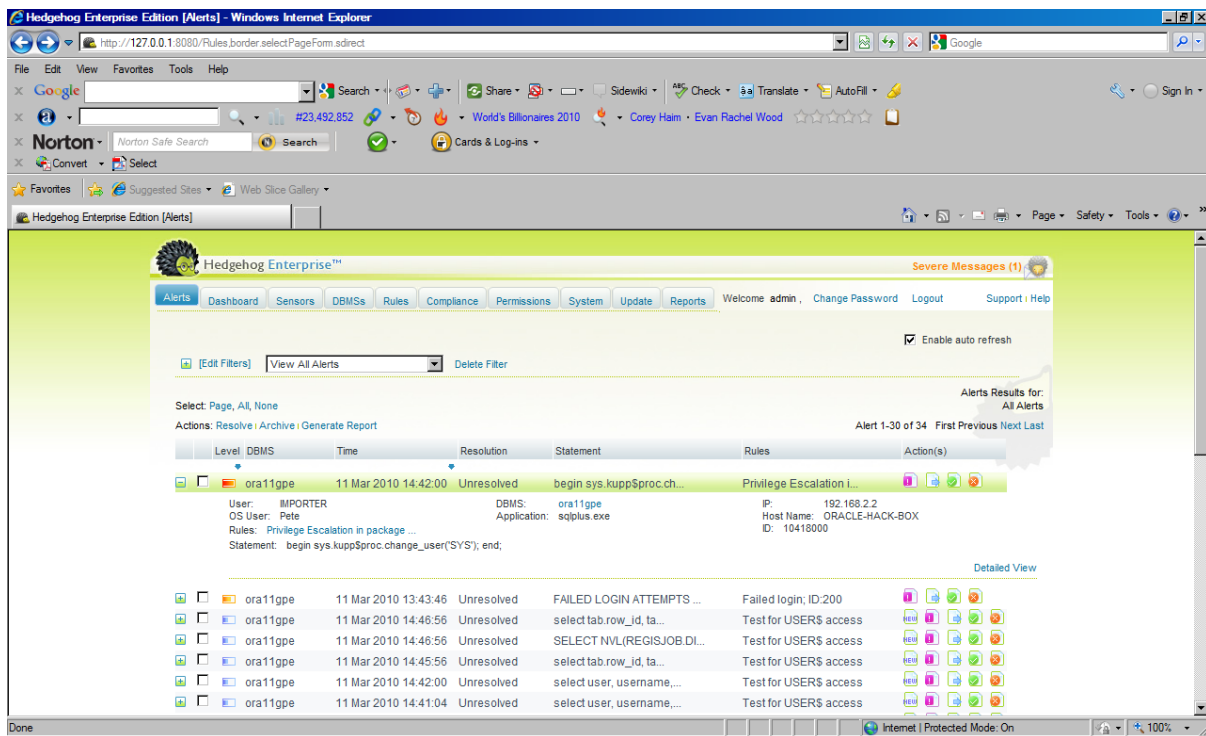 Hedgehog Enterprise Edition [Alerts] - Windows Internet Explorer
http://127.0.0.1:8080/Rules,border.selectPageForm.sdirect
Google
File Edit View Favorites Tools Help
x Google Search Share Sidewiki Check Translate AutoFill Sign In
x a #23,492,852 World's Billionaires 2010 Corey Haim · Evan Rachel Wood
x Norton Norton Safe Search Search Cards & Log-ins
x Convert Select
Favorites Suggested Sites Web Slice Gallery
Hedgehog Enterprise Edition [Alerts] Page Safety Tools
Hedgehog Enterprise™
Severe Messages (1)
Alerts Dashboard Sensors DBMSs Rules Compliance Permissions System Update Reports Welcome admin , Change Password Logout Support | Help
Enable auto refresh
[Edit Filters] View All Alerts Delete Filter
Alerts Results for:
Select: Page, All, None All Alerts
Actions: Resolve | Archive | Generate Report Alert 1-30 of 34 First Previous Next Last
Level DBMS Time Resolution Statement Rules Action(s)
ora11gpe 11 Mar 2010 14:42:00 Unresolved begin sys.kupp$proc.ch... Privilege Escalation i...
User: IMPORTER DBMS: ora11gpe IP: 192.168.2.2
OS User: Pete Application: sqlplus.exe Host Name: ORACLE-HACK-BOX
Rules: Privilege Escalation in package ... ID: 10418000
Statement: begin sys.kupp$proc.change_user('SYS'); end;
Detailed View
ora11gpe 11 Mar 2010 13:43:46 Unresolved FAILED LOGIN ATTEMPTS ... Failed login; ID:200
ora11gpe 11 Mar 2010 14:46:56 Unresolved select tab.row_id, ta... Test for USER$ access NEW
ora11gpe 11 Mar 2010 14:46:56 Unresolved SELECT NVL(REGISJOB.DI... Test for USER$ access NEW
ora11gpe 11 Mar 2010 14:45:56 Unresolved select tab.row_id, ta... Test for USER$ access NEW
ora11gpe 11 Mar 2010 14:42:00 Unresolved select user, username,... Test for USER$ access NEW
ora11gpe 11 Mar 2010 14:41:04 Unresolved select user, username,... Test for USER$ access NEW
Done Internet | Protected Mode: On 100%